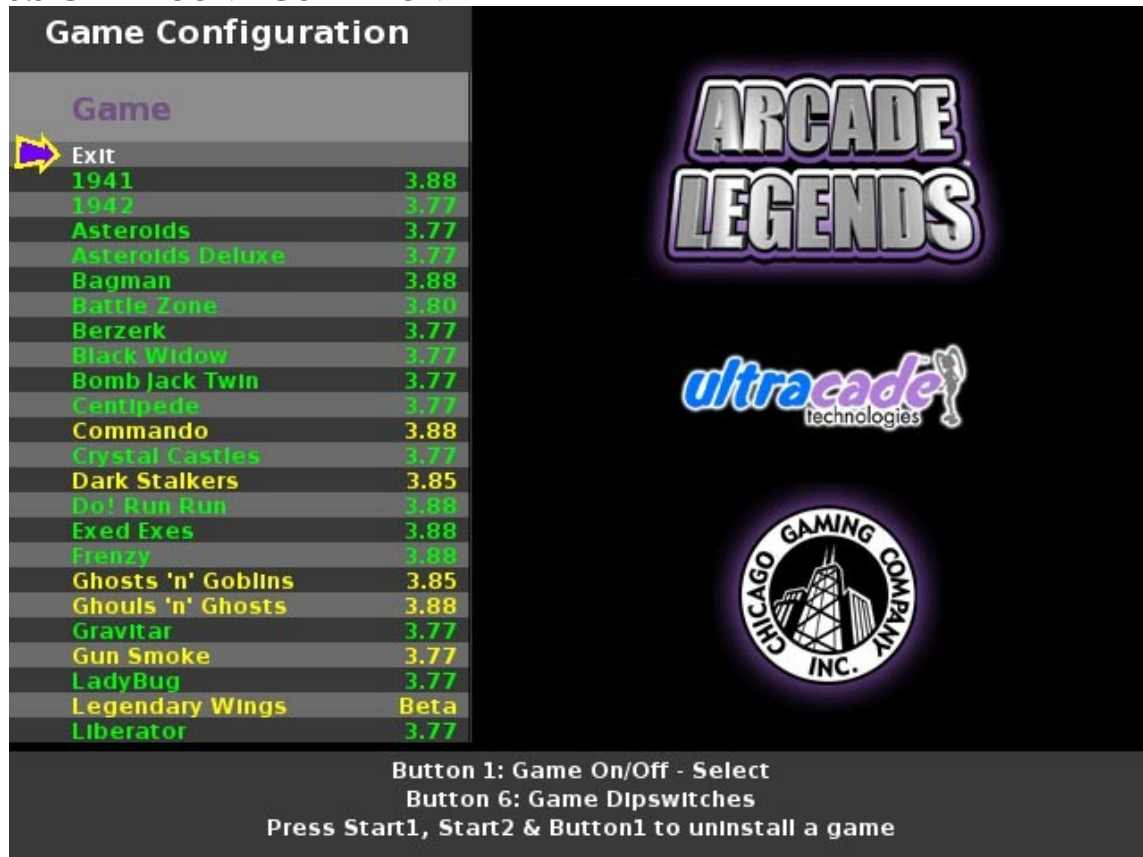 Game Configuration
Game
Exit
1941 3.88
1942 3.77
Asteroids 3.77
Asteroids Deluxe 3.77
Bagman 3.88
Battle Zone 3.80
Berzerk 3.77
Black Widow 3.77
Bomb Jack Twin 3.77
Centipede 3.77
Commando 3.88
Crystal Castles 3.77
Dark Stalkers 3.85
Do! Run Run 3.88
Exed Exes 3.88
Frenzy 3.88
Ghosts 'n' Goblins 3.85
Ghouls 'n' Ghosts 3.88
Gravitar 3.77
Gun Smoke 3.77
LadyBug 3.77
Legendary Wings Beta
Liberator 3.77
ARCADE
LEGENDS
ultracade
technologies
CHICAGO GAMING COMPANY
INC.
Button 1: Game On/Off - Select
Button 6: Game Dipswitches
Press Start1, Start2 & Button1 to uninstall a game